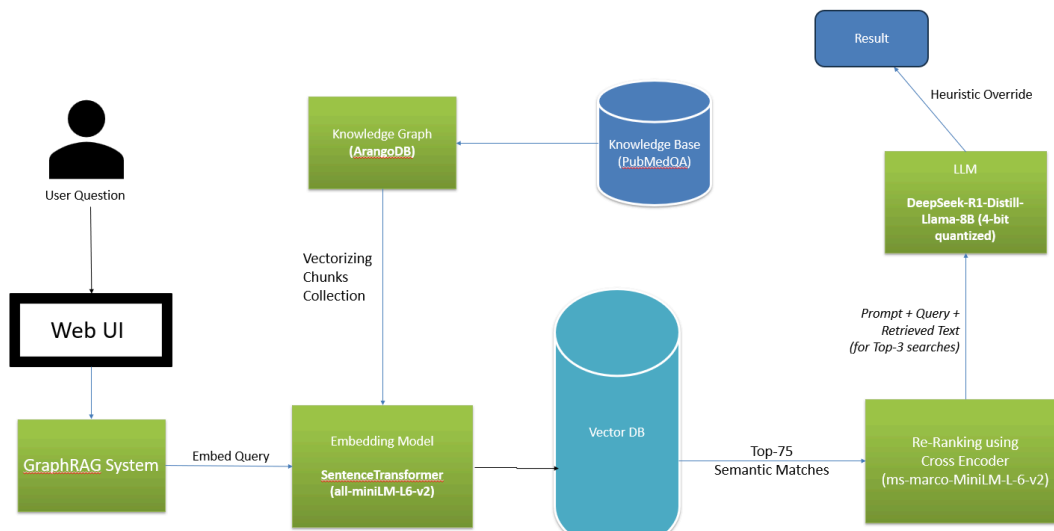 Result
Heuristic Override
Knowledge Graph
(ArangoDB)
Knowledge Base
(PubMedQA)
LLM
DeepSeek-R1-Distill-
Llama-8B (4-bit
quantized)
User Question
Vectorizing
Chunks
Collection
Web UI
Prompt + Query +
Retrieved Text
(for Top-3 searches)
GraphRAG System
Embed Query
Embedding Model
SentenceTransformer
(all-miniLM-L6-v2)
Vector DB
Top-75
Semantic Matches
Re-Ranking using
Cross Encoder
(ms-marco-MiniLM-L-6-v2)